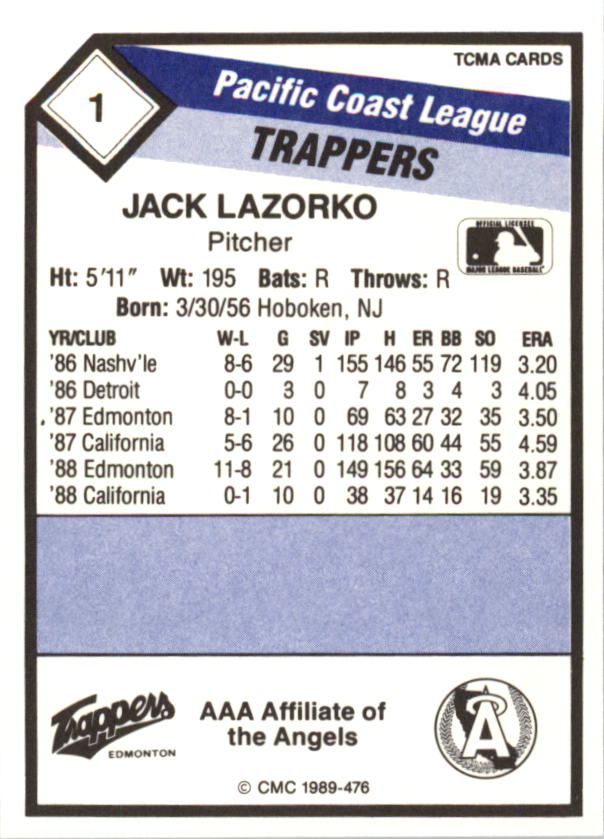 TCMA CARDS
1
Pacific Coast League
TRAPPERS
JACK LAZORKO
Pitcher
OFFICIAL LICENSEE
MAJOR LEAGUE BASEBALL
Ht: 5'11" Wt: 195 Bats: R Throws: R
Born: 3/30/56 Hoboken, NJ
YR/CLUB W-L G SV IP H ER BB SO ERA
'86 Nashv'le 8-6 29 1 155 146 55 72 119 3.20
'86 Detroit 0-0 3 0 7 8 3 4 3 4.05
'87 Edmonton 8-1 10 0 69 63 27 32 35 3.50
'87 California 5-6 26 0 118 108 60 44 55 4.59
'88 Edmonton 11-8 21 0 149 156 64 33 59 3.87
'88 California 0-1 10 0 38 37 14 16 19 3.35
Trappers
EDMONTON
AAA Affiliate of
the Angels
A
© CMC 1989-476